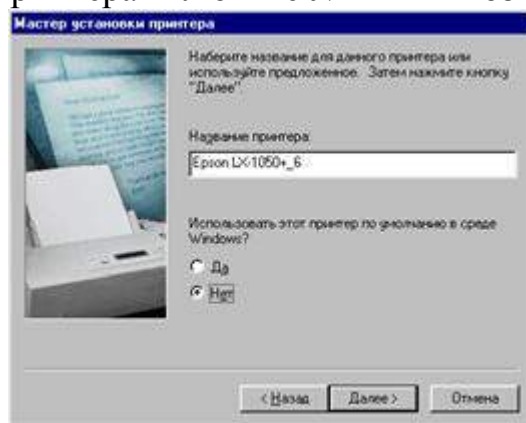 Мастер установки принтера
Наберите название для данного принтера или
используйте предложенное. Затем нажмите кнопку
"Далее".
Название принтера:
Epson LX-1050+_6
Использовать этот принтер по умолчанию в среде
Windows?
Да
Нет
< Назад
Далее >
Отмена